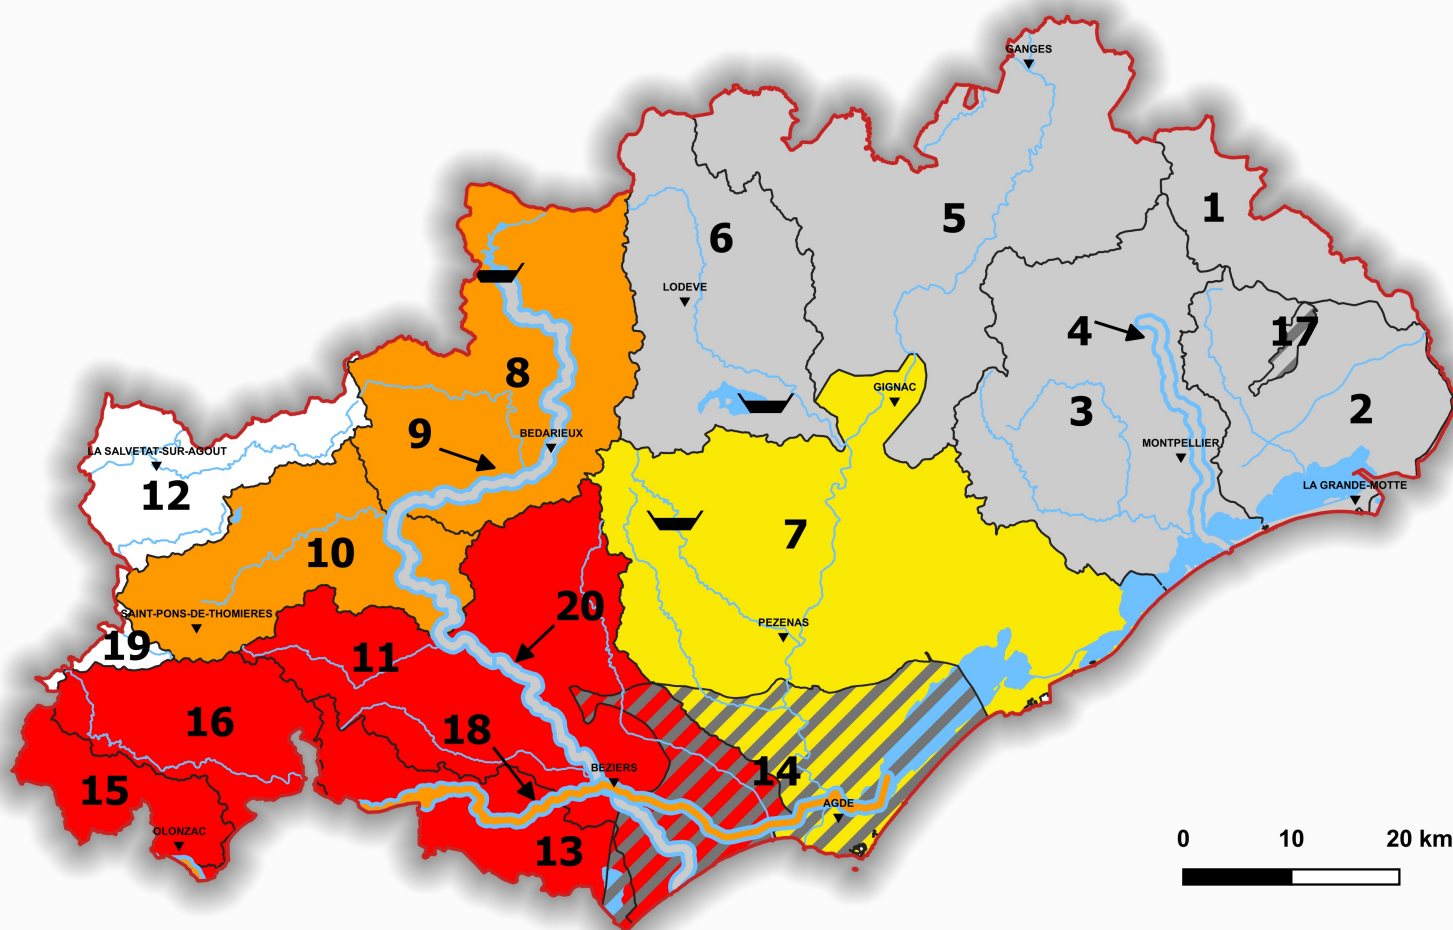 GANGES
1
5
6
LODEVE
17
4
8
GIGNAC
2
3
9
BEDARIEUX
MONTPELLIER
LA SALVETAT-SUR-AGOUT
LA GRANDE-MOTTE
12
7
10
20
SAINT-PONS-DE-THOMIERES
PEZENAS
19
11
16
18
BEZIERS
14
15
AGDE
OLONZAC
13
0 10 20 km